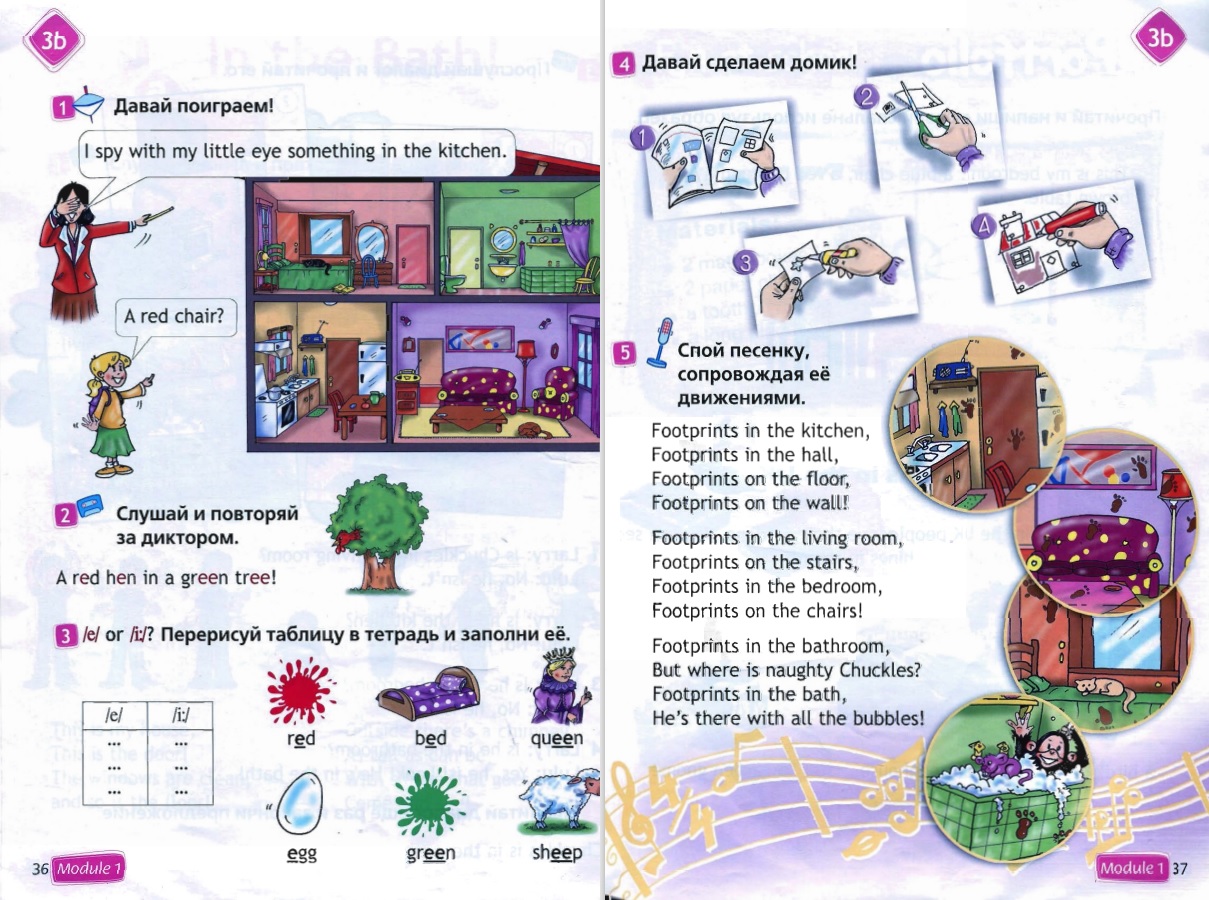 3b
1 Давай поиграем!
I spy with my little eye something in the kitchen.
A red chair?
2 Слушай и повторяй
за диктором.
A red hen in a green tree!
3 /e/ or /i:/? Перерисуй таблицу в тетрадь и заполни её.
/e/ /i:/
... ...
... ...
... ...
red bed queen
egg green sheep
36 Module 1
3b
4 Давай сделаем домик!
1
2
3
4
5 Спой песенку,
сопровождая её
движениями.
Footprints in the kitchen,
Footprints in the hall,
Footprints on the floor,
Footprints on the wall!
Footprints in the living room,
Footprints on the stairs,
Footprints in the bedroom,
Footprints on the chairs!
Footprints in the bathroom,
But where is naughty Chuckles?
Footprints in the bath,
He's there with all the bubbles!
Module 1 37